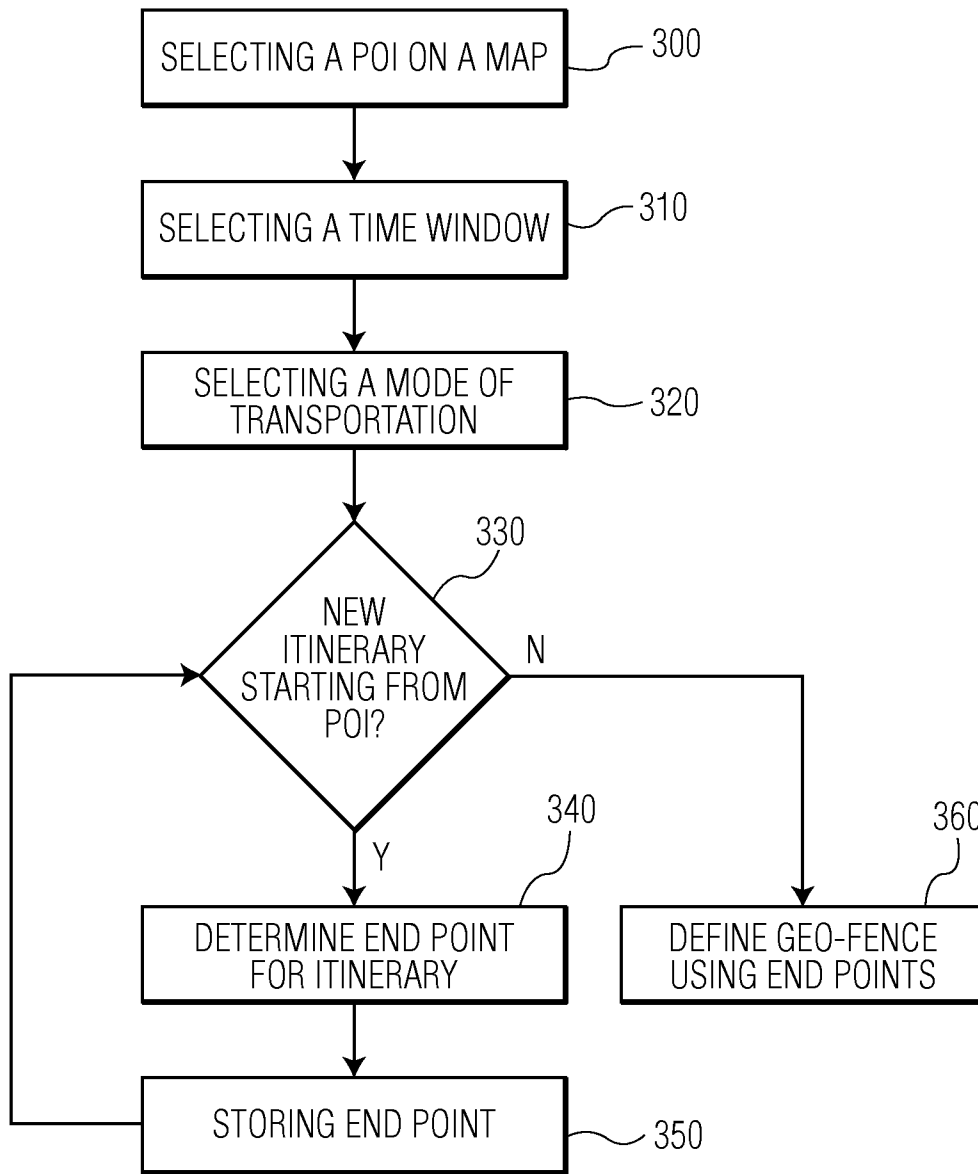 SELECTING A POI ON A MAP
300
SELECTING A TIME WINDOW
310
SELECTING A MODE OF
TRANSPORTATION
320
330
NEW
ITINERARY
STARTING FROM
POI?
N
Y
340
360
DETERMINE END POINT
FOR ITINERARY
DEFINE GEO-FENCE
USING END POINTS
STORING END POINT
350